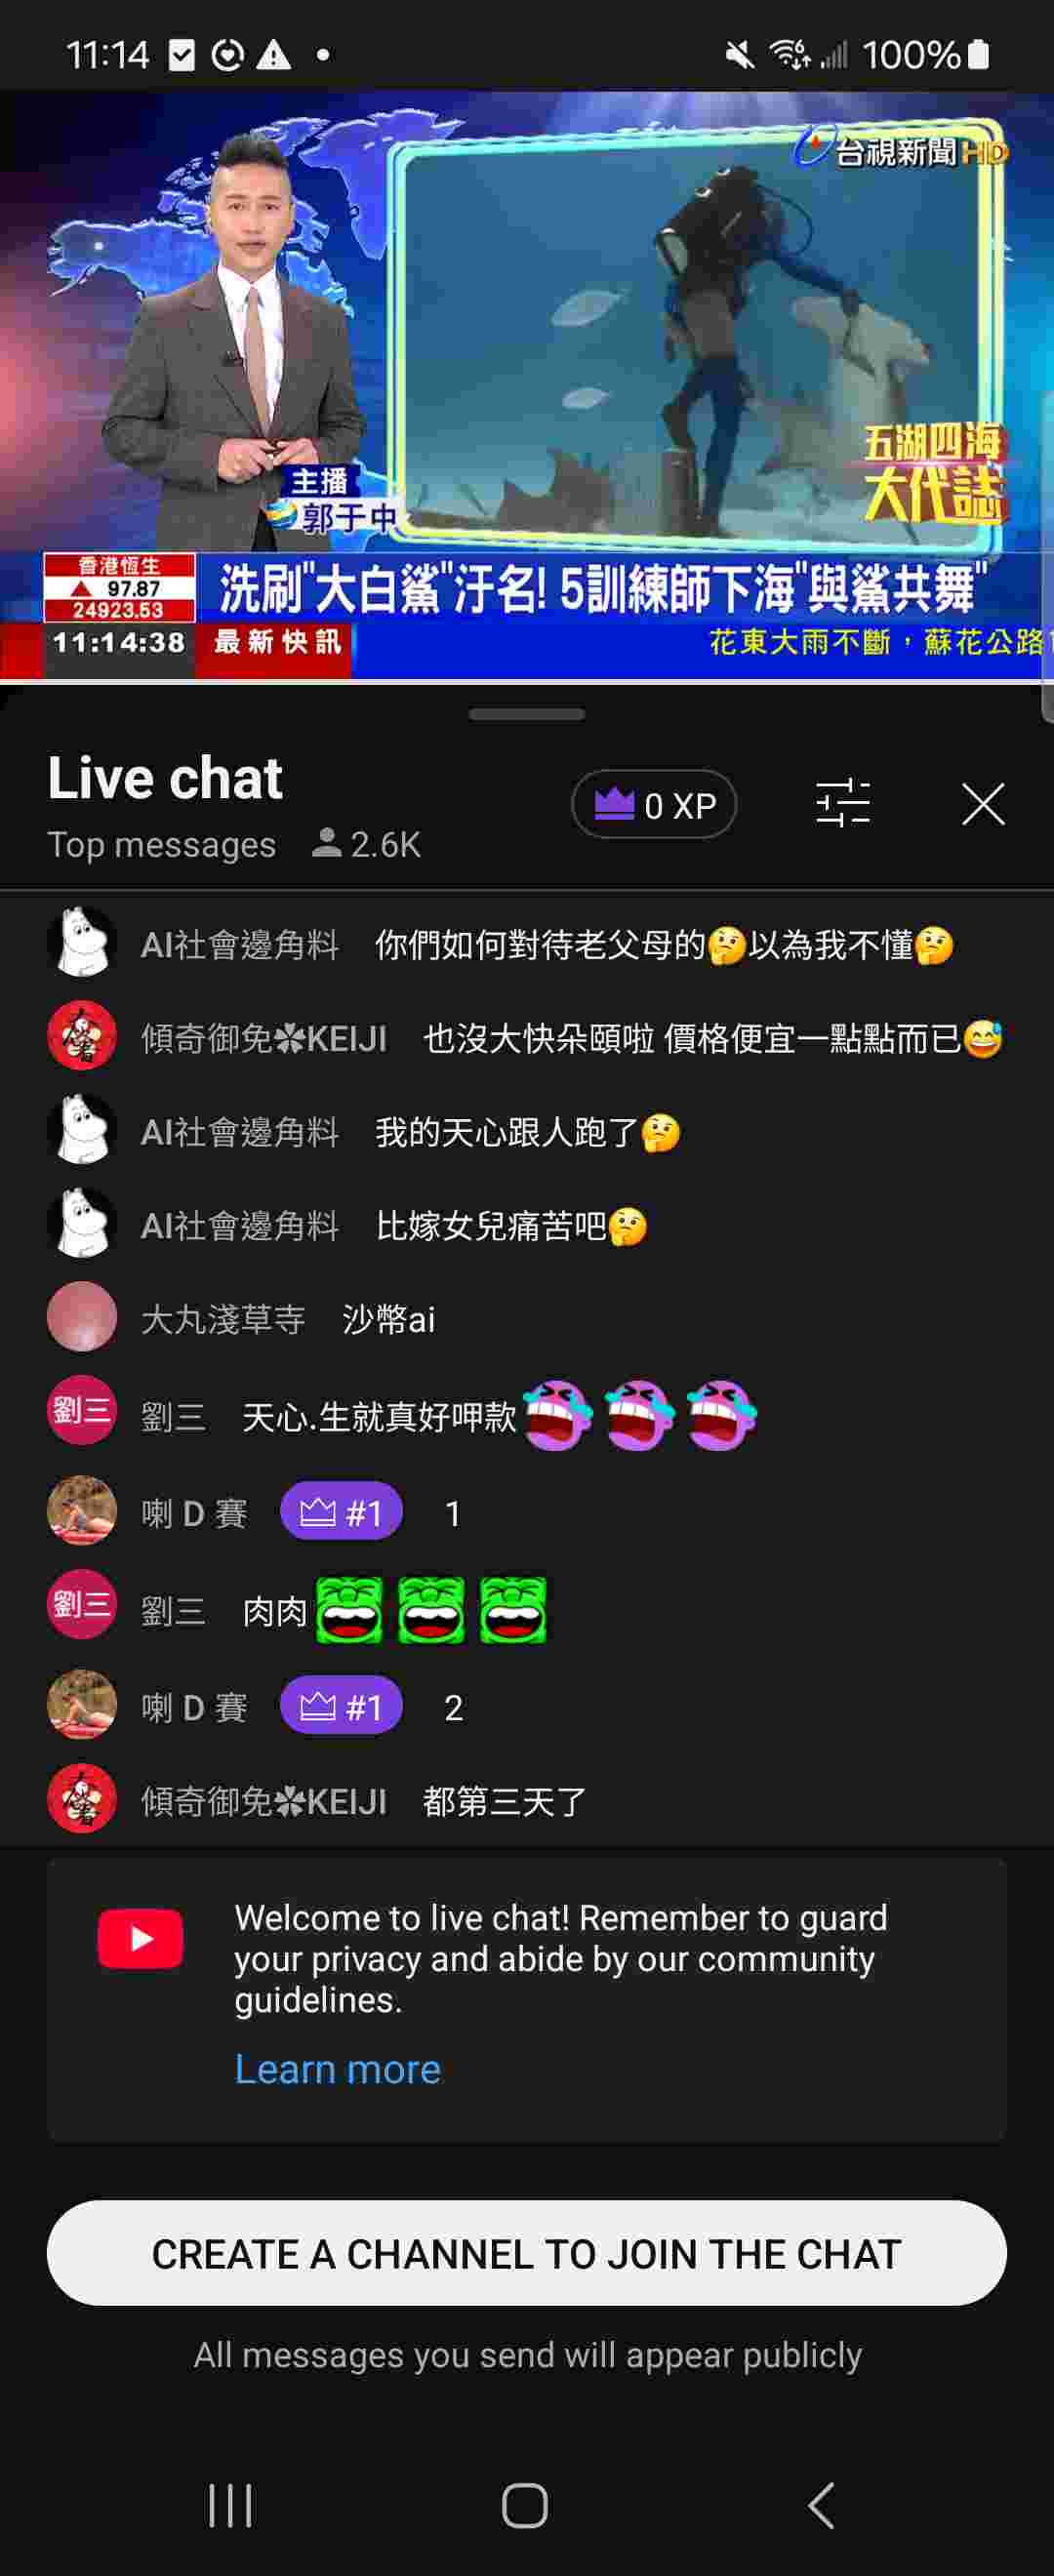 11:14
100%
台視新聞HD
五湖四海
大代誌
主播
郭于中
香港恆生
▲ 97.87
24923.53
洗刷"大白鯊"汙名! 5訓練師下海"與鯊共舞"
11:14:38
最新快訊
花東大雨不斷，蘇花公路
Live chat
0 XP
Top messages
2.6K
AI社會邊角料 你們如何對待老父母的🤔以為我不懂🤔
傾奇御免✽KEIJI 也沒大快朵頤啦 價格便宜一點點而已😅
AI社會邊角料 我的天心跟人跑了🤔
AI社會邊角料 比嫁女兒痛苦吧🤔
大丸淺草寺 沙幣ai
劉三 劉三 天心.生就真好呷款
喇 D 賽 #1 1
劉三 劉三 肉肉
喇 D 賽 #1 2
傾奇御免✽KEIJI 都第三天了
Welcome to live chat! Remember to guard
your privacy and abide by our community
guidelines.
Learn more
CREATE A CHANNEL TO JOIN THE CHAT
All messages you send will appear publicly